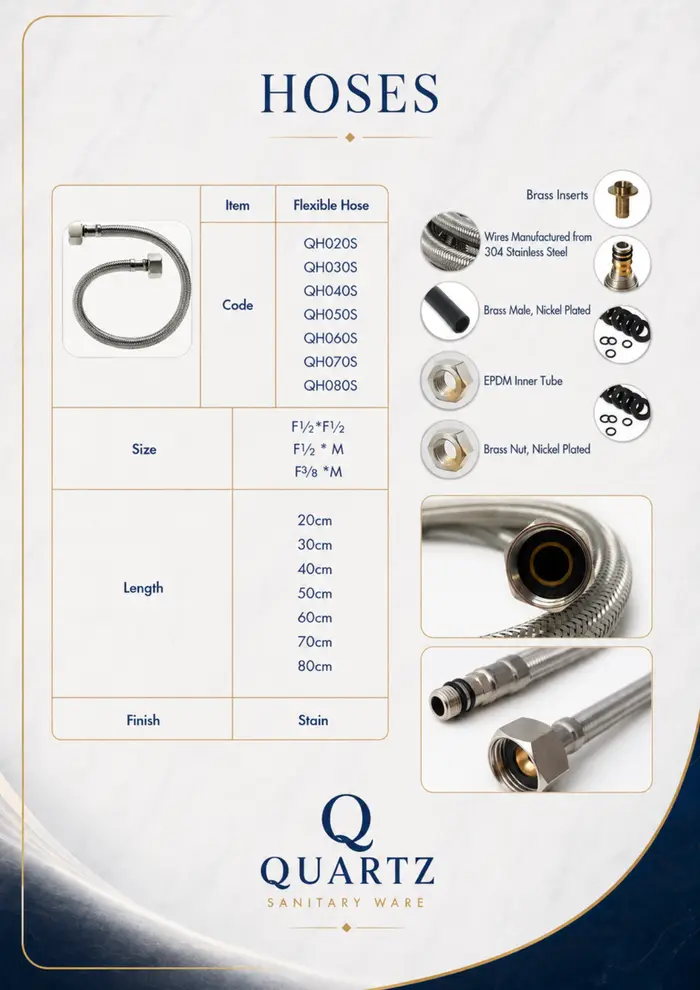 HOSES
Item
Flexible Hose
Code
QH020S
QH030S
QH040S
QH050S
QH060S
QH070S
QH080S
Size
F½*F½
F½ * M
F⅜ *M
Length
20cm
30cm
40cm
50cm
60cm
70cm
80cm
Finish
Stain
Brass Inserts
Wires Manufactured from
304 Stainless Steel
Brass Male, Nickel Plated
EPDM Inner Tube
Brass Nut, Nickel Plated
Q
QUARTZ
SANITARY WARE